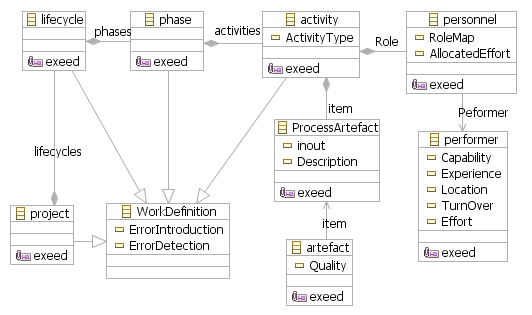 lifecycle
exeed
phases
phase
exeed
activities
activity
ActivityType
exeed
Role
personnel
RoleMap
AllocatedEffort
exeed
item
Peformer
ProcessArtefact
inout
Description
exeed
performer
Capability
Experience
Location
TurnOver
Effort
exeed
lifecycles
project
exeed
WorkDefinition
ErrorIntroduction
ErrorDetection
item
artefact
Quality
exeed